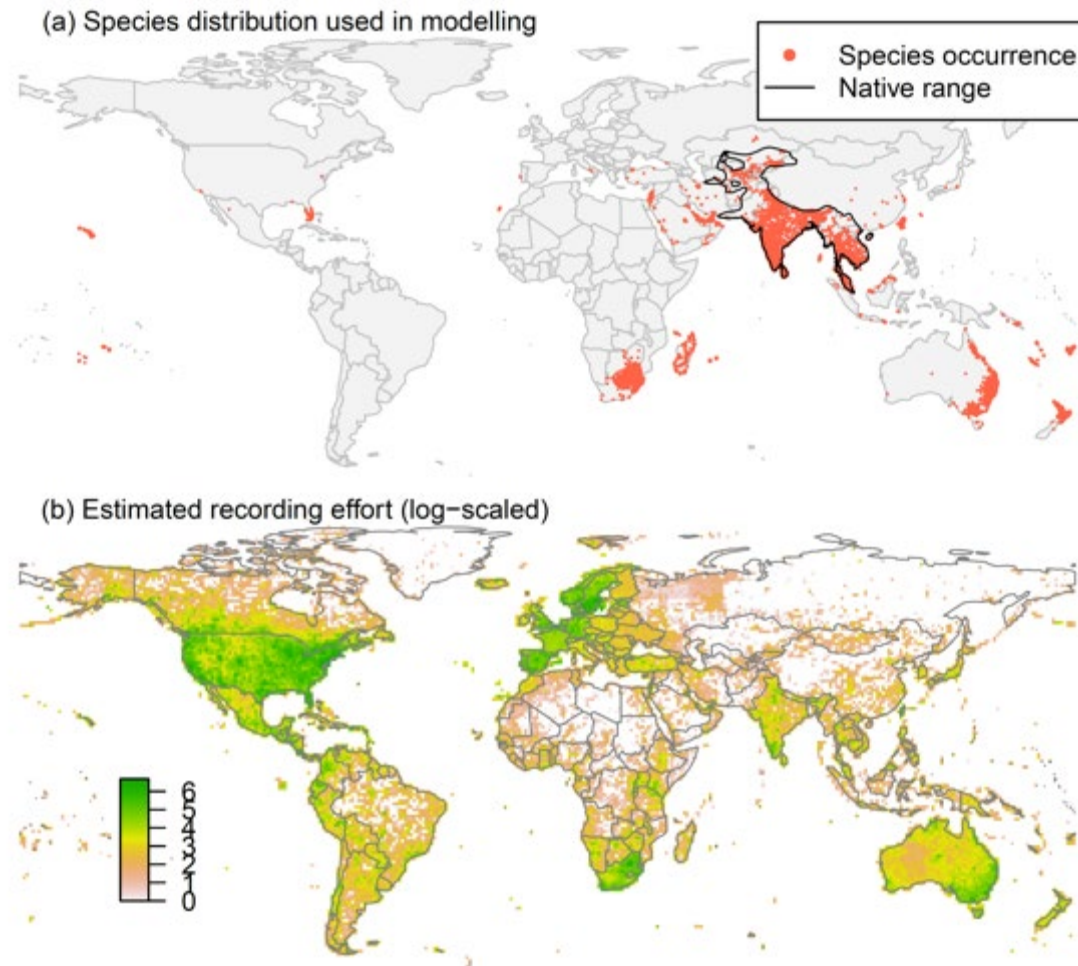 (a) Species distribution used in modelling
Species occurrence
Native range
(b) Estimated recording effort (log−scaled)
6
5
4
3
2
1
0